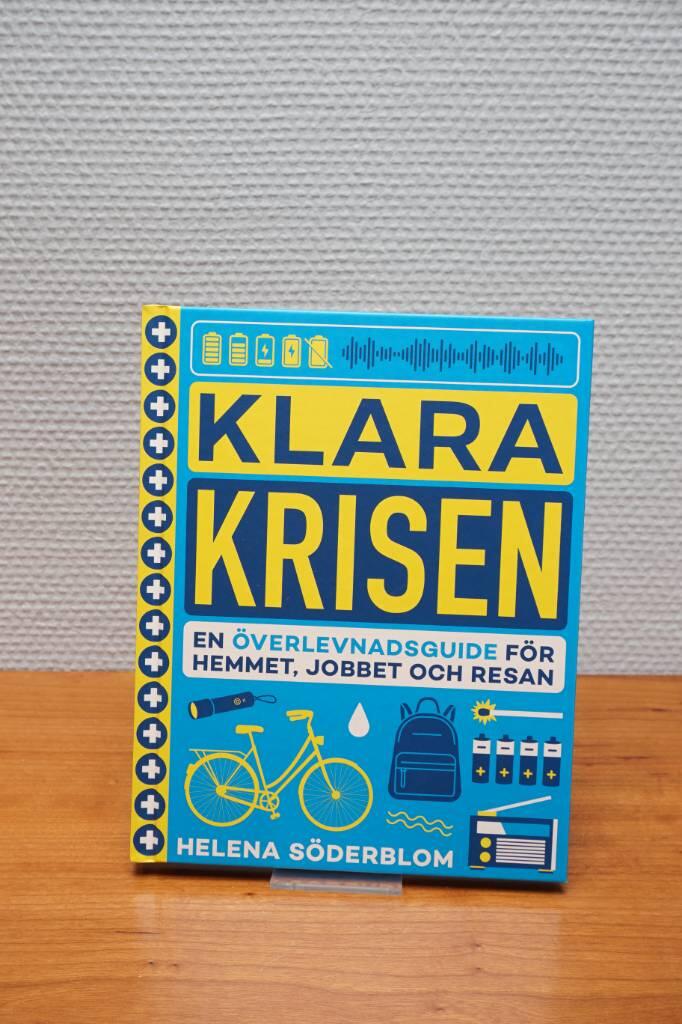 KLARA
KRISEN
EN ÖVERLEVNADSGUIDE FÖR
HEMMET, JOBBET OCH RESAN
HELENA SÖDERBLOM